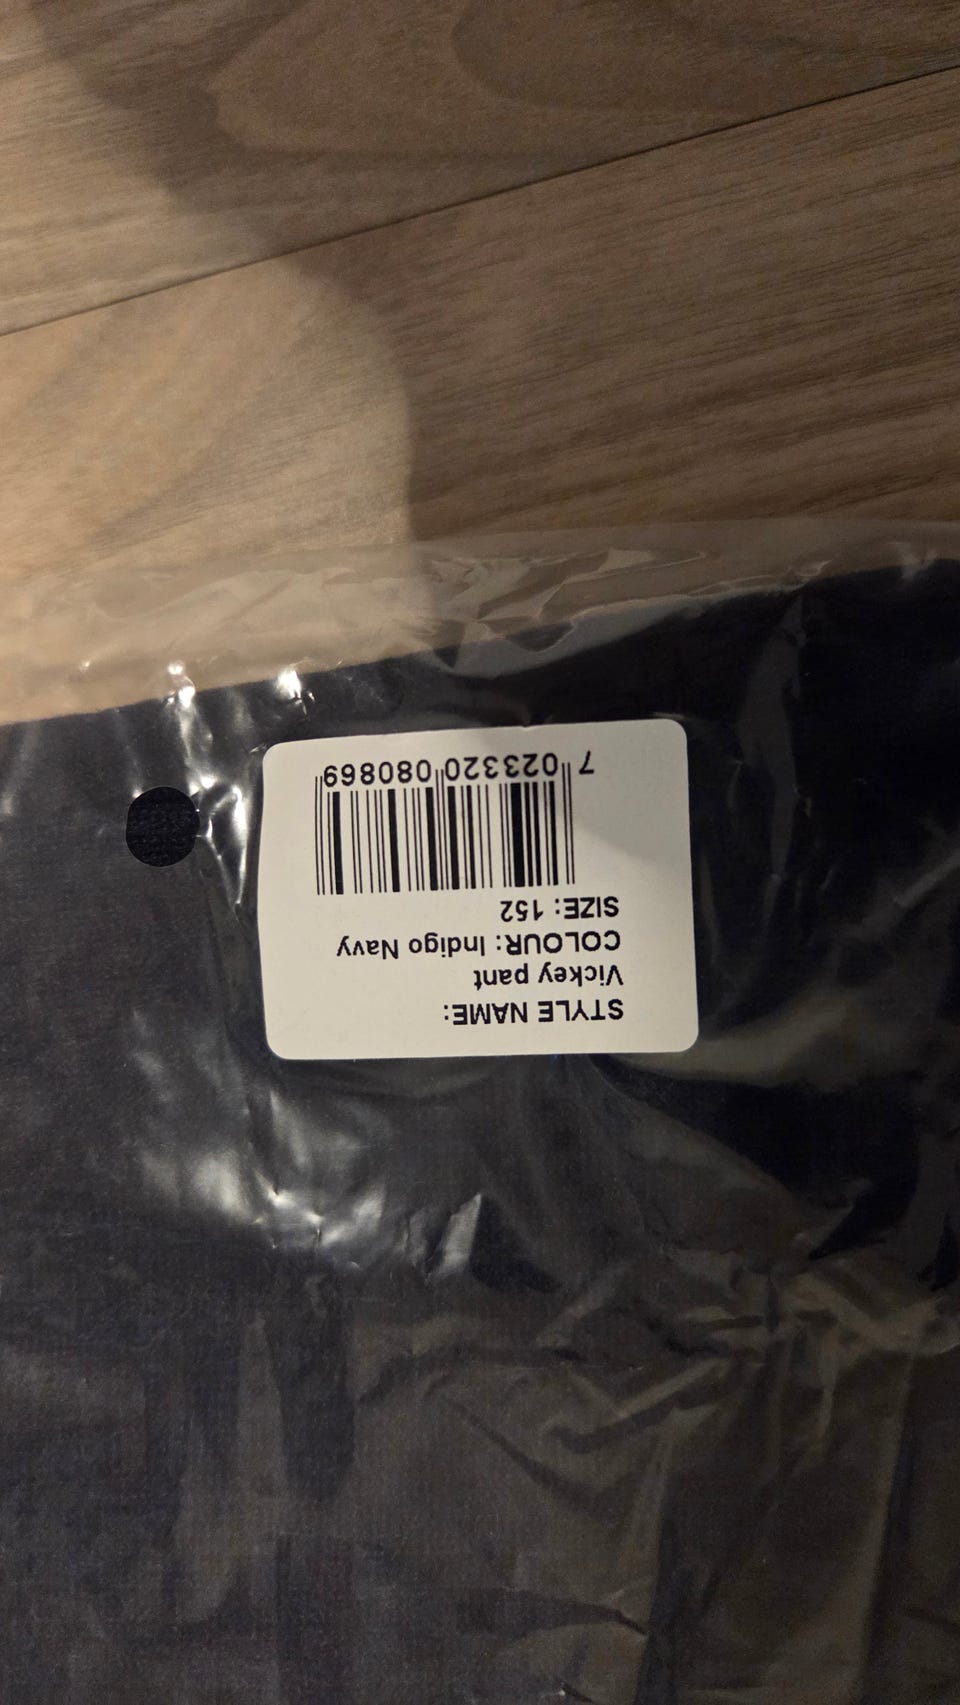 STYLE NAME:
Vickey pant
COLOUR: Indigo Navy
SIZE: 152
7 023320 080869